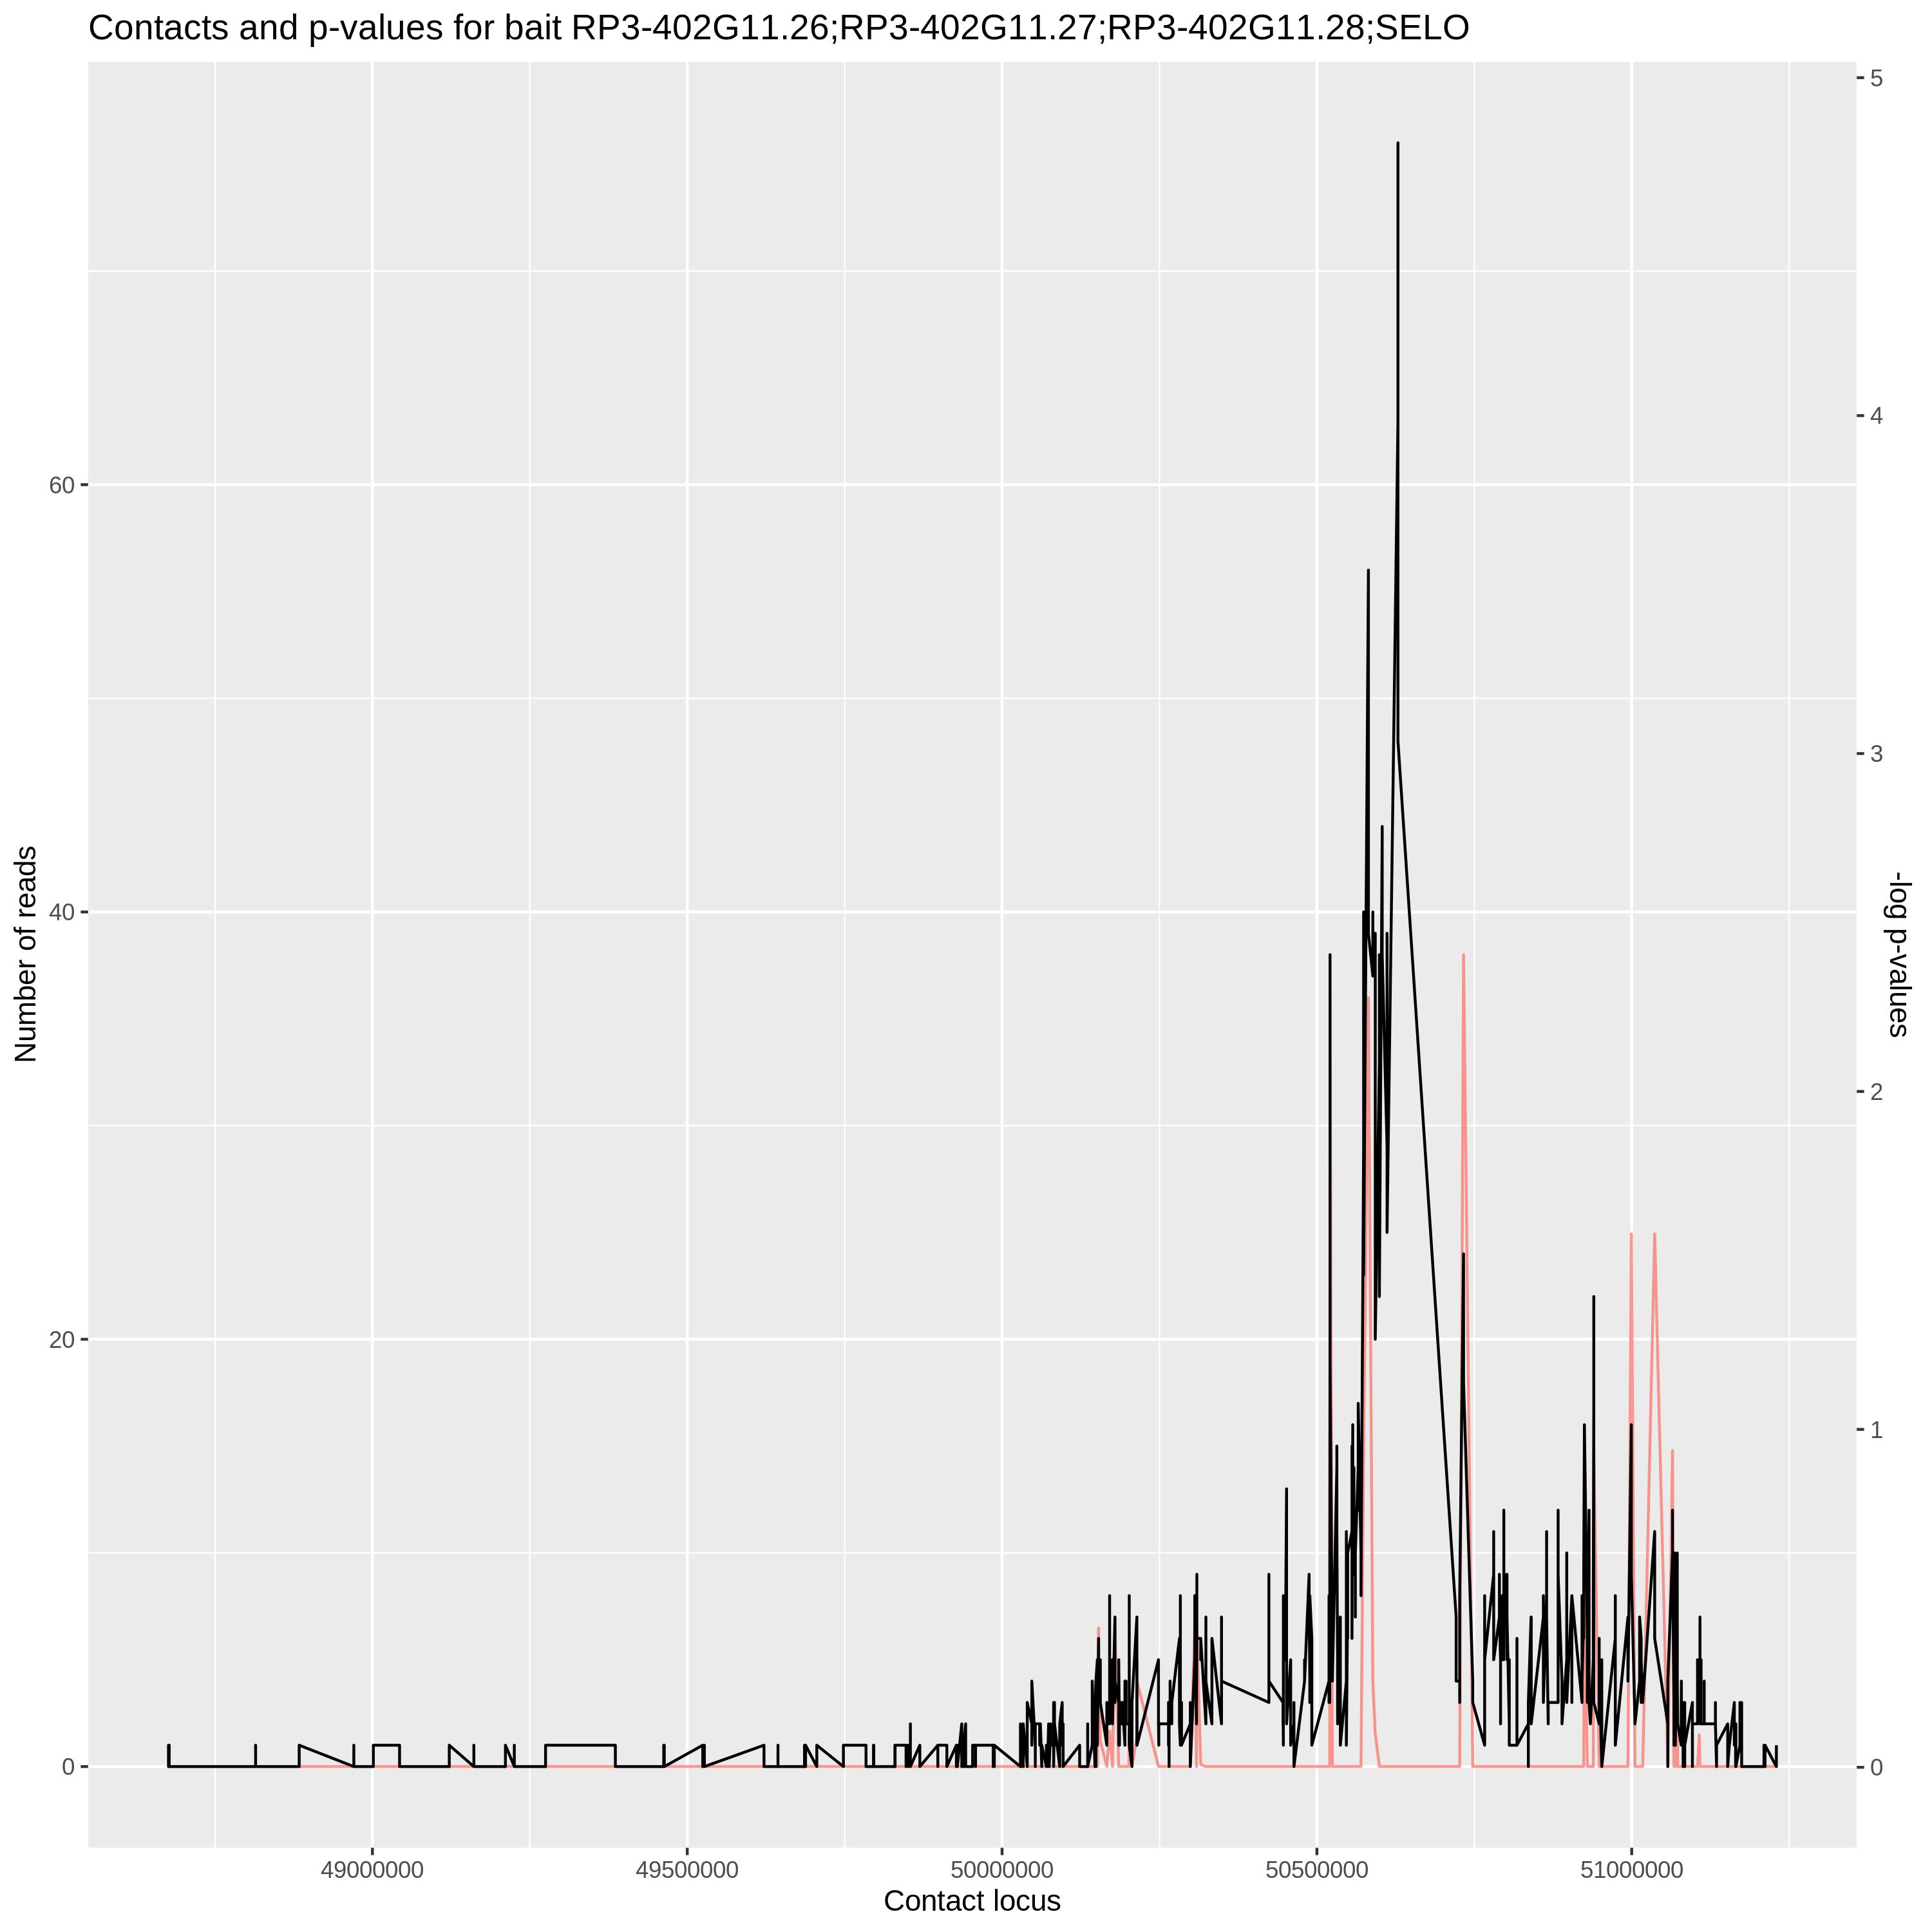 Contacts and p-values for bait RP3-402G11.26;RP3-402G11.27;RP3-402G11.28;SELO
Number of reads
60
40
20
0
5
4
3
2
1
0
-log p-values
49000000 49500000 50000000 50500000 51000000
Contact locus